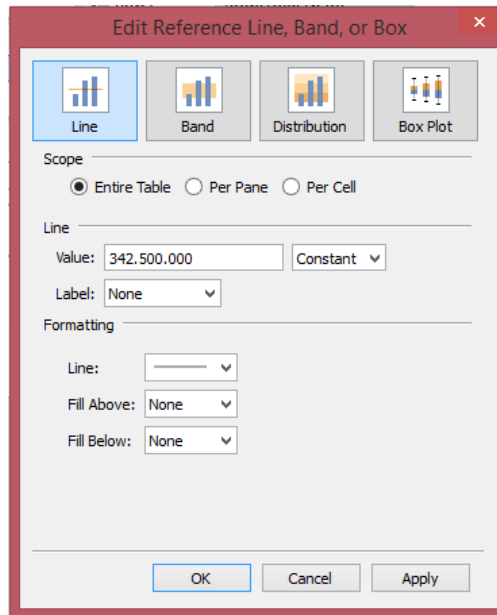 Edit Reference Line, Band, or Box
Line Band Distribution Box Plot
Scope
Entire Table Per Pane Per Cell
Line
Value: 342.500.000 Constant
Label: None
Formatting
Line:
Fill Above: None
Fill Below: None
OK Cancel Apply